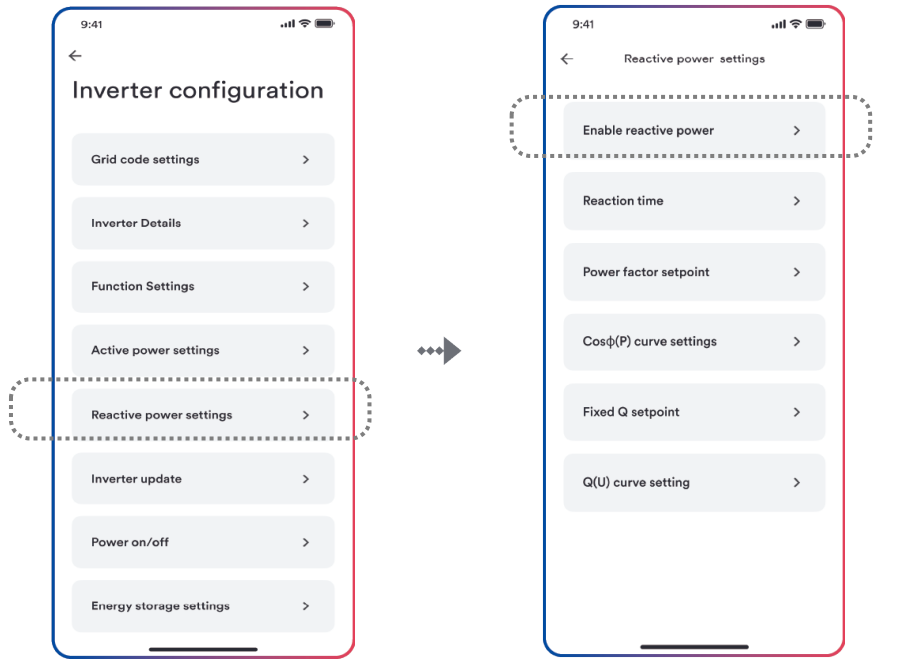 9:41
Inverter configuration
Grid code settings
Inverter Details
Function Settings
Active power settings
Reactive power settings
Inverter update
Power on/off
Energy storage settings
9:41
Reactive power settings
Enable reactive power
Reaction time
Power factor setpoint
Cosϕ(P) curve settings
Fixed Q setpoint
Q(U) curve setting